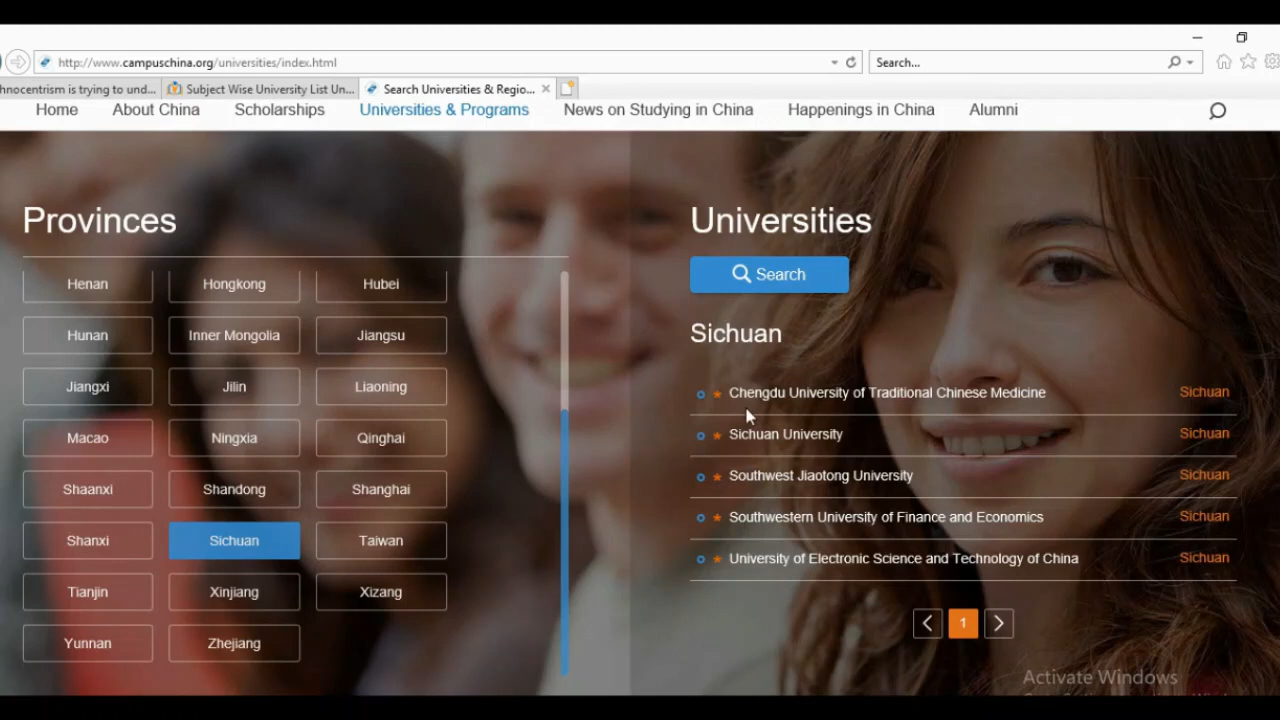 http://www.campuschina.org/universities/index.html
Search...
hnocentrism is trying to und...
Subject Wise University List Un...
Search Universities & Regio...
Home
About China
Scholarships
Universities & Programs
News on Studying in China
Happenings in China
Alumni
Provinces
Henan
Hongkong
Hubei
Hunan
Inner Mongolia
Jiangsu
Jiangxi
Jilin
Liaoning
Macao
Ningxia
Qinghai
Shaanxi
Shandong
Shanghai
Shanxi
Sichuan
Taiwan
Tianjin
Xinjiang
Xizang
Yunnan
Zhejiang
Universities
Search
Sichuan
Chengdu University of Traditional Chinese Medicine Sichuan
Sichuan University Sichuan
Southwest Jiaotong University Sichuan
Southwestern University of Finance and Economics Sichuan
University of Electronic Science and Technology of China Sichuan
1
Activate Windows